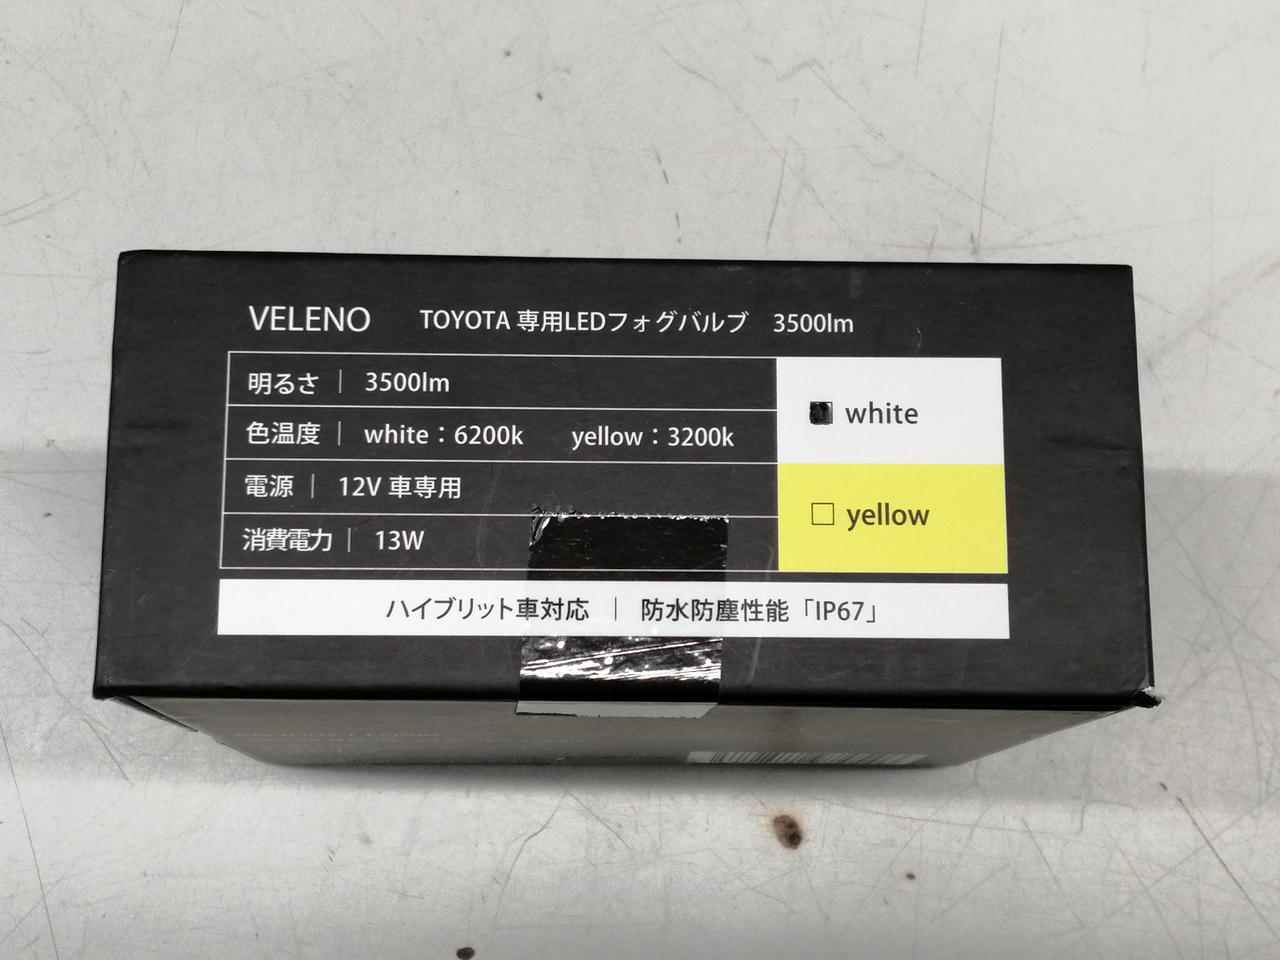 VELENO TOYOTA 専用LEDフォグバルブ 3500lm
明るさ | 3500lm
色温度 | white：6200k yellow：3200k
電源 | 12V 車専用
消費電力 | 13W
white
yellow
ハイブリット車対応 | 防水防塵性能「IP67」